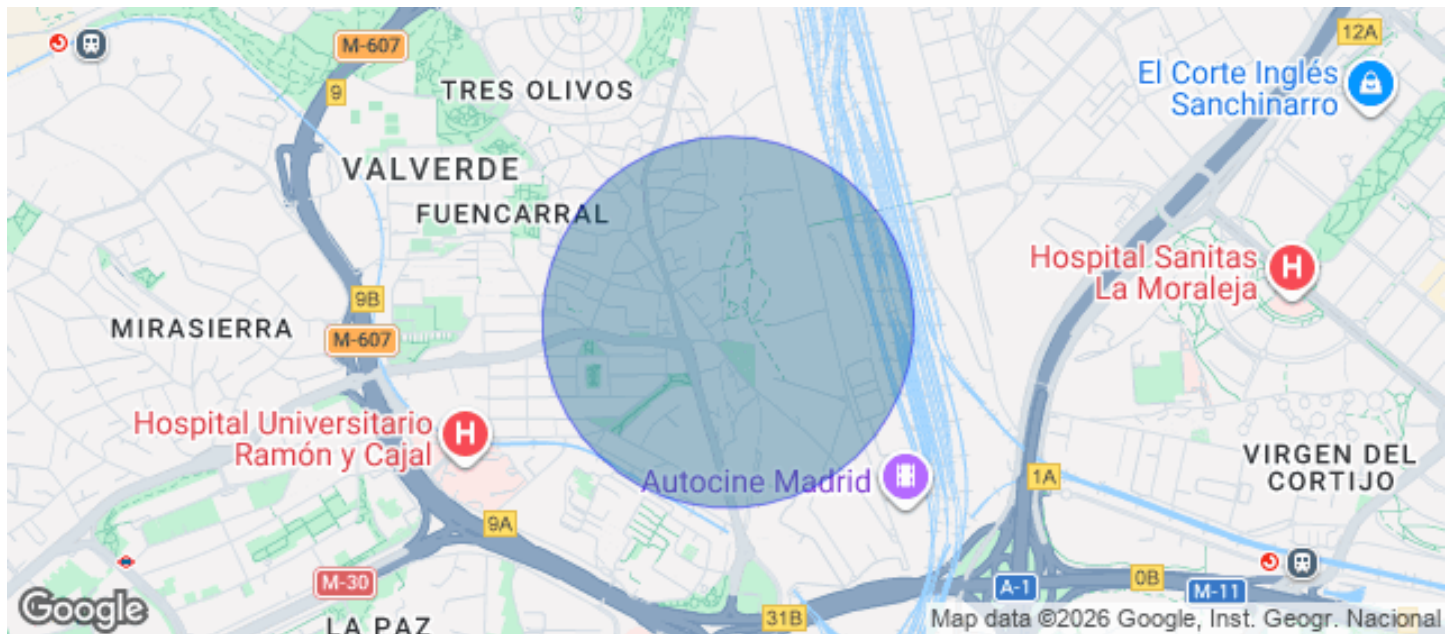 12A
M-607
El Corte Inglés
Sanchinarro
9
TRES OLIVOS
VALVERDE
FUENCARRAL
Hospital Sanitas
La Moraleja
H
9B
MIRASIERRA
M-607
Hospital Universitario
Ramón y Cajal
H
Autocine Madrid
VIRGEN DEL
CORTIJO
1A
9A
M-30
A-1
0B
M-11
31B
LA PAZ
Google
Map data ©2026 Google, Inst. Geogr. Nacional